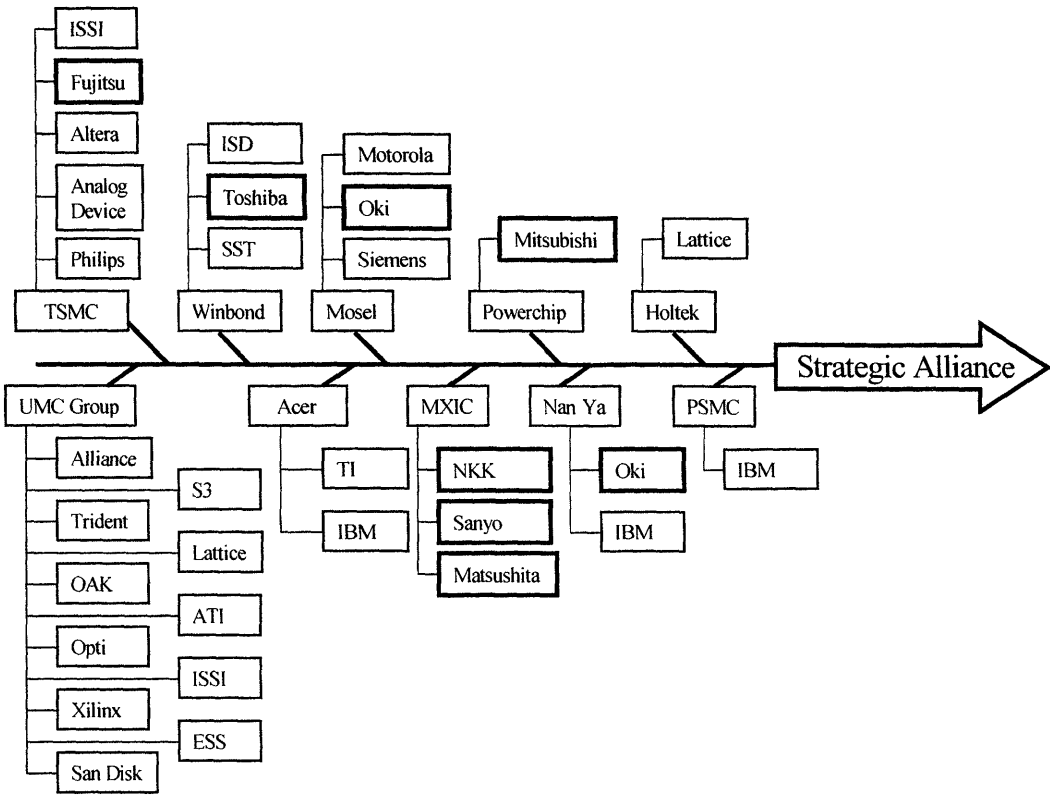 ISSI
Fujitsu
Altera
Analog
Device
Philips
TSMC
ISD
Toshiba
SST
Winbond
Motorola
Oki
Siemens
Mosel
Mitsubishi
Powerchip
Lattice
Holtek
Strategic Alliance
UMC Group
Alliance
S3
Trident
Lattice
OAK
ATI
Opti
ISSI
Xilinx
ESS
San Disk
Acer
TI
IBM
MXIC
NKK
Sanyo
Matsushita
Nan Ya
Oki
IBM
PSMC
IBM